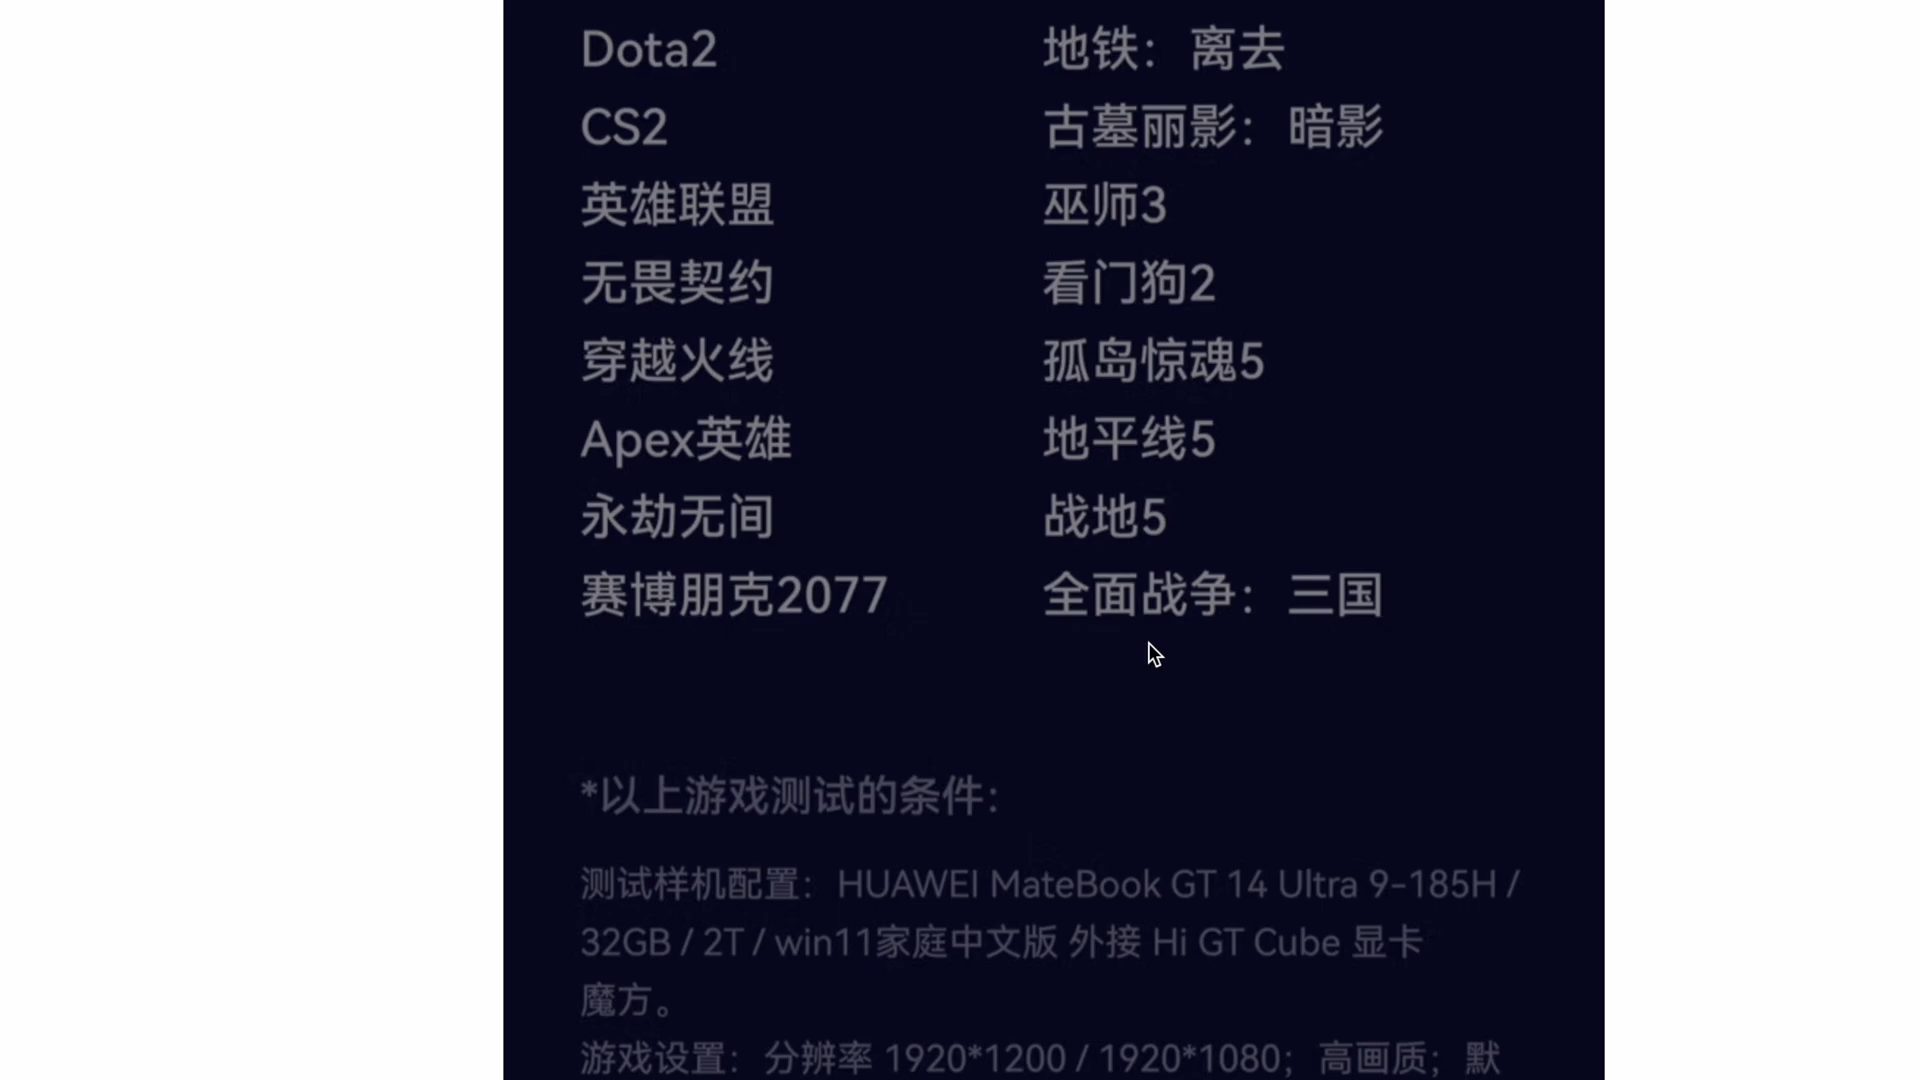 Dota2
地铁：离去
CS2
古墓丽影：暗影
英雄联盟
巫师3
无畏契约
看门狗2
穿越火线
孤岛惊魂5
Apex英雄
地平线5
永劫无间
战地5
赛博朋克2077
全面战争：三国
*以上游戏测试的条件：
测试样机配置：HUAWEI MateBook GT 14 Ultra 9-185H /
32GB / 2T / win11家庭中文版 外接 Hi GT Cube 显卡
魔方。
游戏设置：分辨率 1920*1200 / 1920*1080；高画质；默